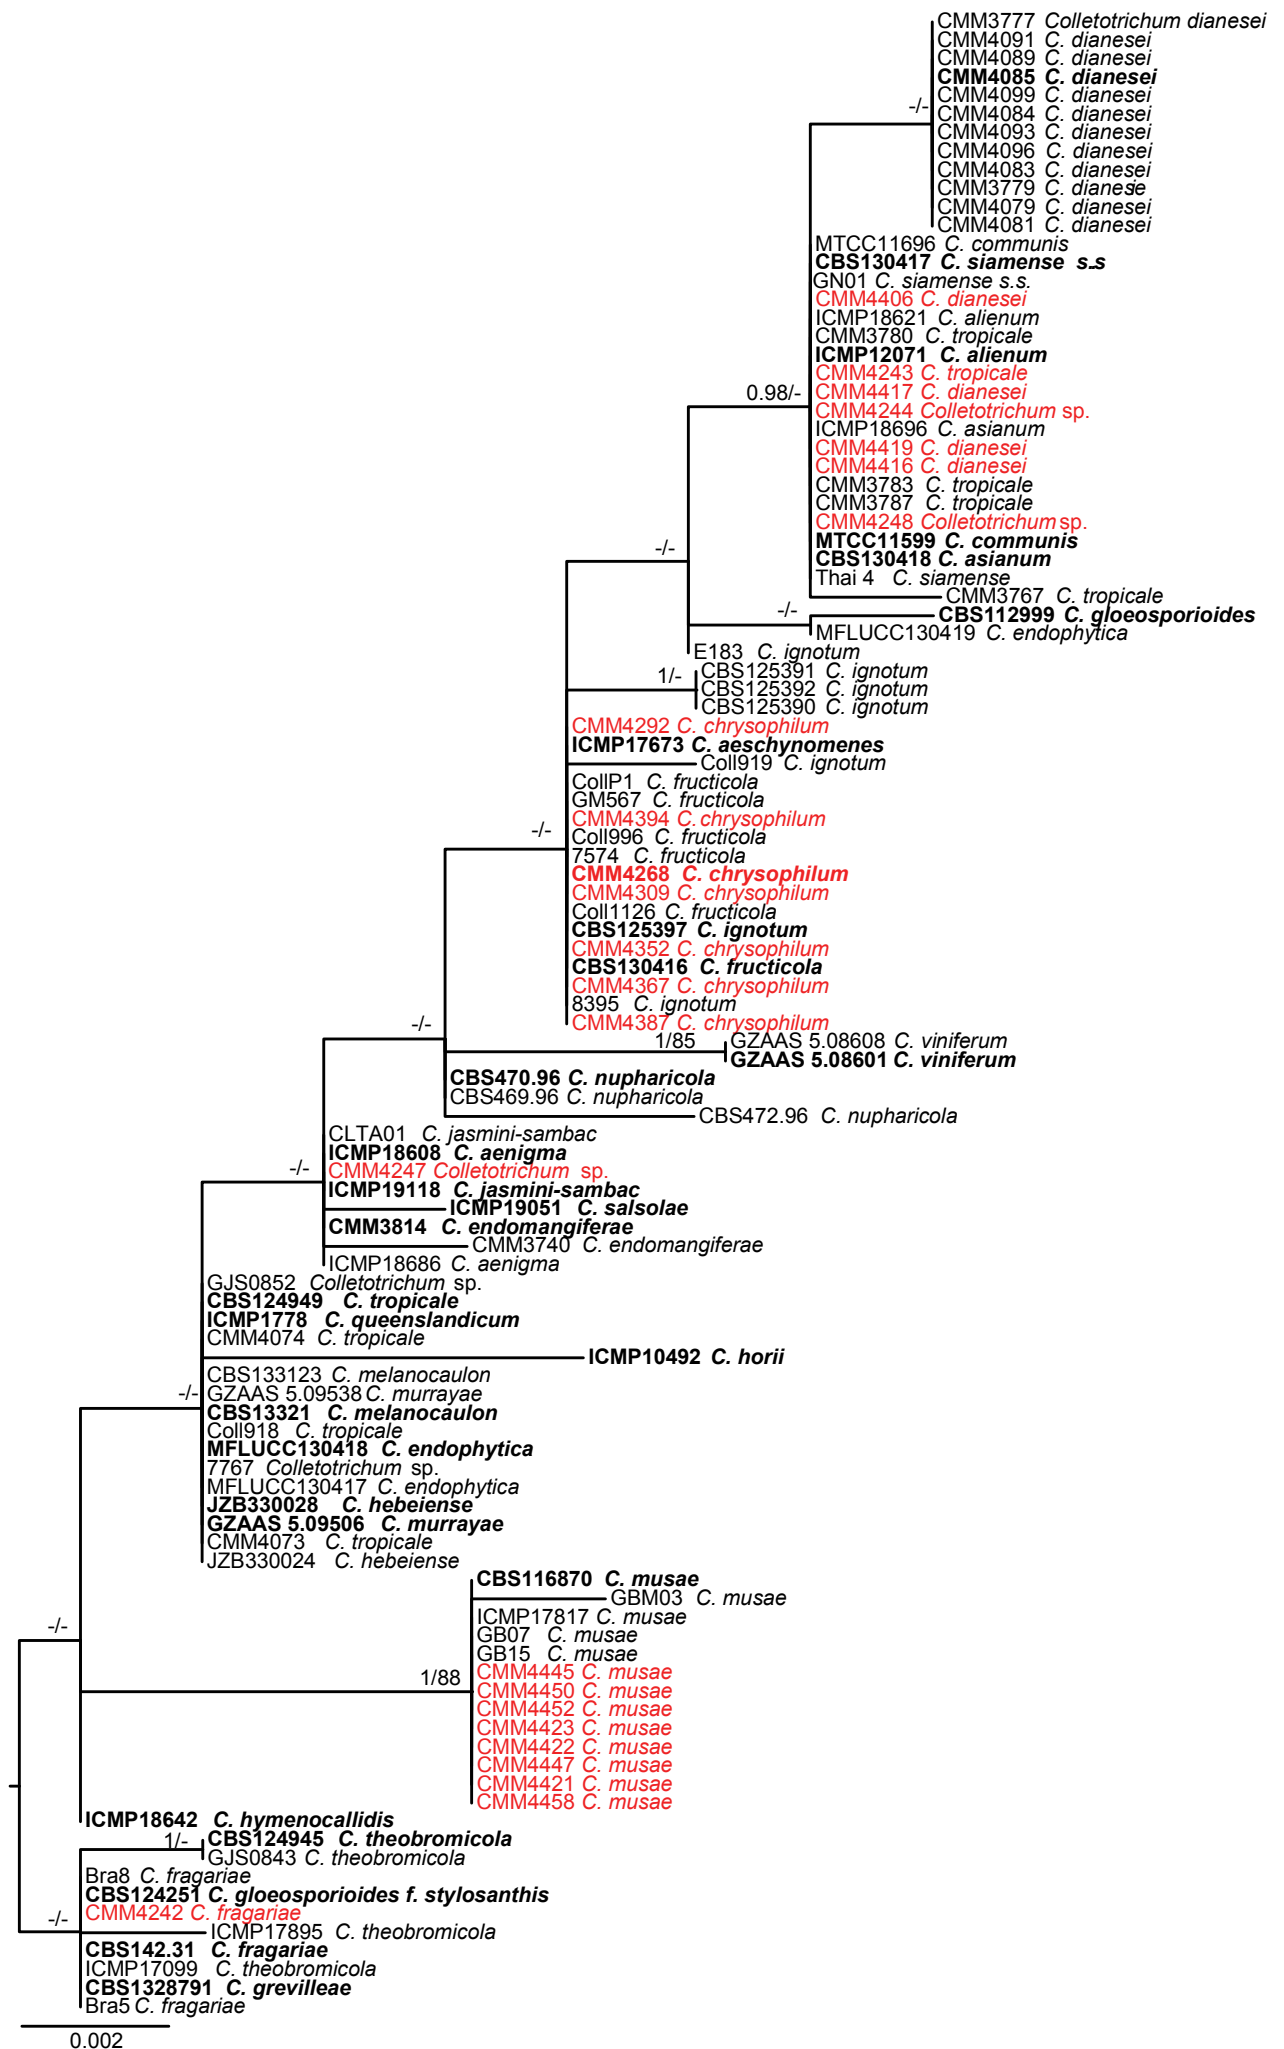 CMM3777 Colletotrichum dianesei
CMM4091 C. dianesei
CMM4089 C. dianesei
CMM4085 C. dianesei
CMM4099 C. dianesei
-/-
CMM4084 C. dianesei
CMM4093 C. dianesei
CMM4096 C. dianesei
CMM4083 C. dianesei
CMM3779 C. dianesie
CMM4079 C. dianesei
CMM4081 C. dianesei
MTCC11696 C. communis
CBS130417 C. siamense s.s
GN01 C. siamense s.s.
CMM4406 C. dianesei
ICMP18621 C. alienum
CMM3780 C. tropicale
ICMP12071 C. alienum
CMM4243 C. tropicale
0.98/-
CMM4417 C. dianesei
CMM4244 Colletotrichum sp.
ICMP18696 C. asianum
CMM4419 C. dianesei
CMM4416 C. dianesei
CMM3783 C. tropicale
CMM3787 C. tropicale
CMM4248 Colletotrichum sp.
MTCC11599 C. communis
-/-
CBS130418 C. asianum
Thai 4 C. siamense
CMM3767 C. tropicale
-/-
CBS112999 C. gloeosporioides
MFLUCC130419 C. endophytica
E183 C. ignotum
CBS125391 C. ignotum
1/-
CBS125392 C. ignotum
CBS125390 C. ignotum
CMM4292 C. chrysophilum
ICMP17673 C. aeschynomenes
Coll919 C. ignotum
CollP1 C. fructicola
GM567 C. fructicola
CMM4394 C. chrysophilum
-/-
Coll996 C. fructicola
7574 C. fructicola
CMM4268 C. chrysophilum
CMM4309 C. chrysophilum
Coll1126 C. fructicola
CBS125397 C. ignotum
CMM4352 C. chrysophilum
CBS130416 C. fructicola
CMM4367 C. chrysophilum
8395 C. ignotum
CMM4387 C. chrysophilum
-/-
1/85
GZAAS 5.08608 C. viniferum
GZAAS 5.08601 C. viniferum
CBS470.96 C. nupharicola
CBS469.96 C. nupharicola
CBS472.96 C. nupharicola
CLTA01 C. jasmini-sambac
ICMP18608 C. aenigma
-/-
CMM4247 Colletotrichum sp.
ICMP19118 C. jasmini-sambac
ICMP19051 C. salsolae
CMM3814 C. endomangiferae
CMM3740 C. endomangiferae
ICMP18686 C. aenigma
GJS0852 Colletotrichum sp.
CBS124949 C. tropicale
ICMP1778 C. queenslandicum
CMM4074 C. tropicale
ICMP10492 C. horii
CBS133123 C. melanocaulon
-/-
GZAAS 5.09538 C. murrayae
CBS13321 C. melanocaulon
Coll918 C. tropicale
MFLUCC130418 C. endophytica
7767 Colletotrichum sp.
MFLUCC130417 C. endophytica
JZB330028 C. hebeiense
GZAAS 5.09506 C. murrayae
CMM4073 C. tropicale
JZB330024 C. hebeiense
CBS116870 C. musae
GBM03 C. musae
ICMP17817 C. musae
-/-
GB07 C. musae
GB15 C. musae
1/88
CMM4445 C. musae
CMM4450 C. musae
CMM4452 C. musae
CMM4423 C. musae
CMM4422 C. musae
CMM4447 C. musae
CMM4421 C. musae
CMM4458 C. musae
ICMP18642 C. hymenocallidis
1/-
CBS124945 C. theobromicola
GJS0843 C. theobromicola
Bra8 C. fragariae
CBS124251 C. gloeosporioides f. stylosanthis
-/-
CMM4242 C. fragariae
ICMP17895 C. theobromicola
CBS142.31 C. fragariae
ICMP17099 C. theobromicola
CBS1328791 C. grevilleae
Bra5 C. fragariae
0.002